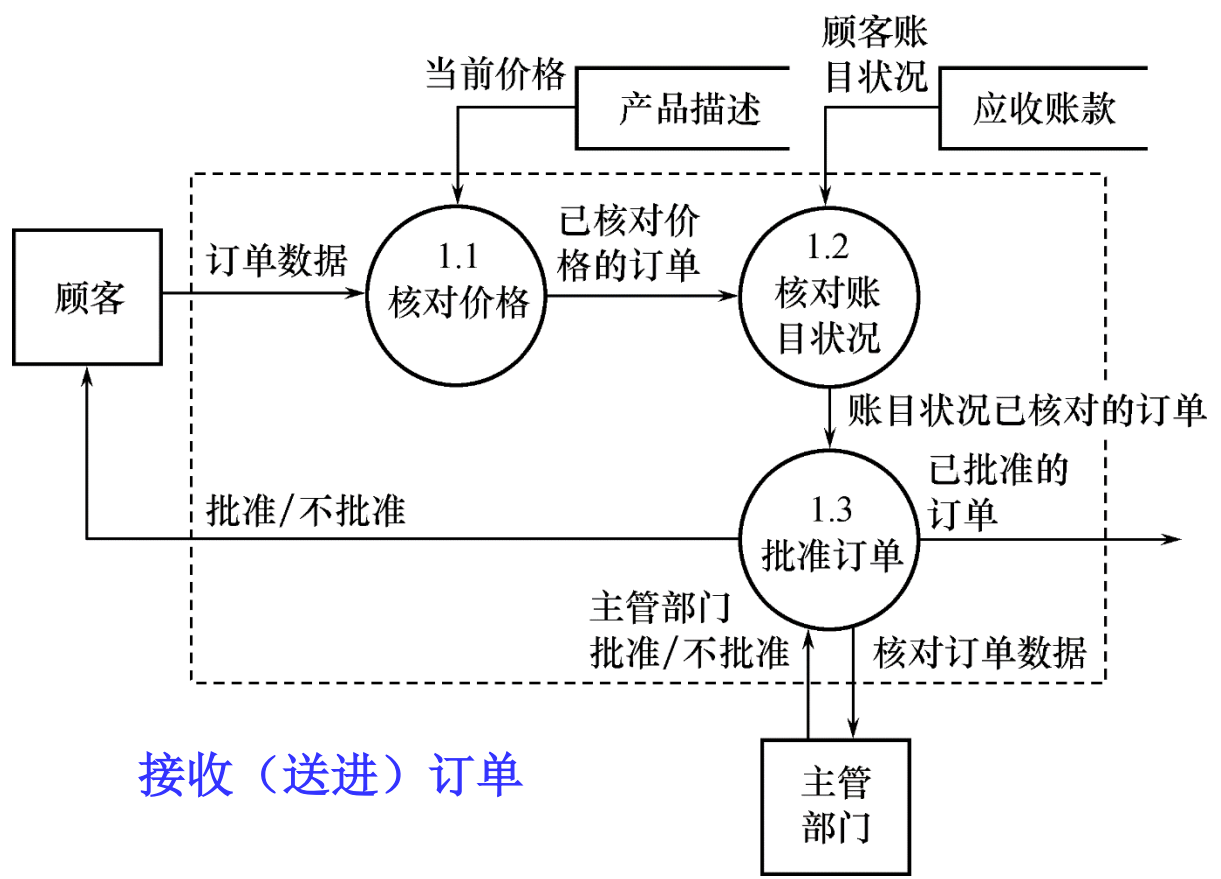 顾客账
目状况
当前价格
产品描述
应收账款
顾客
订单数据
1.1
核对价格
已核对价
格的订单
1.2
核对账
目状况
账目状况已核对的订单
批准/不批准
1.3
批准订单
已批准的
订单
主管部门
批准/不批准
核对订单数据
主管
部门
接收（送进）订单